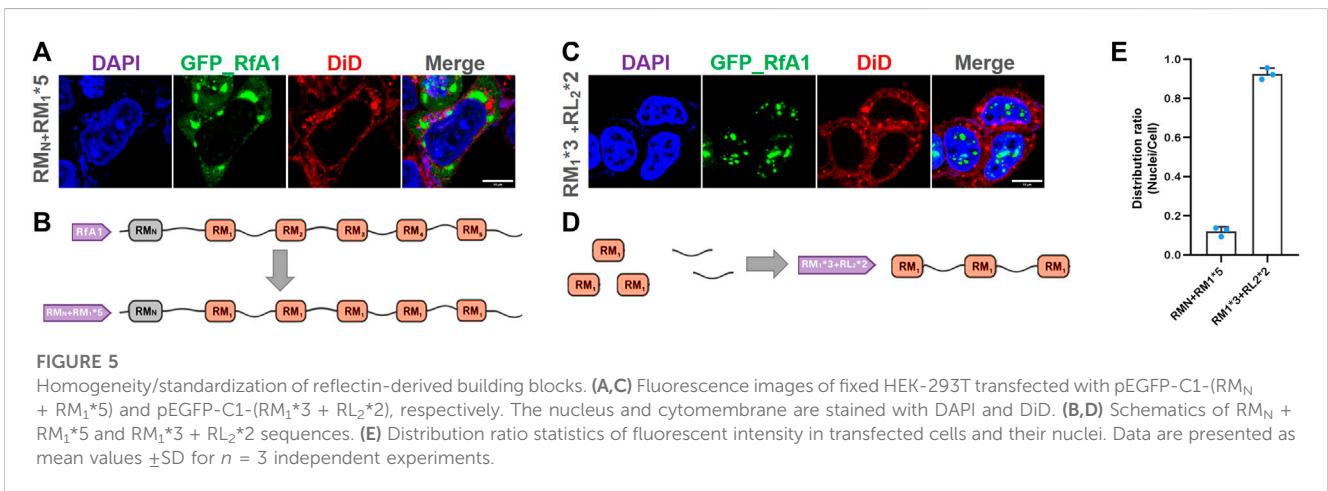 A
DAPI GFP_RfA1 DiD Merge
RMN+RM1*5
B
RfA1 RMN RM1 RM2 RM3 RM4 RM5
RMN+RM1*5 RMN RM1 RM1 RM1 RM1 RM1
C
DAPI GFP_RfA1 DiD Merge
RM1*3 +RL2*2
D
RM1
RM1 RM1
RM1*3+RL2*2 RM1 RM1 RM1
E
Distribution ratio
(Nuclei/Cell)
1.0
0.8
0.6
0.4
0.2
0.0
RMN+RM1*5
RM1*3+RL2*2
FIGURE 5
Homogeneity/standardization of reflectin-derived building blocks. (A,C) Fluorescence images of fixed HEK-293T transfected with pEGFP-C1-(RMN
+ RM1*5) and pEGFP-C1-(RM1*3 + RL2*2), respectively. The nucleus and cytomembrane are stained with DAPI and DiD. (B,D) Schematics of RMN +
RM1*5 and RM1*3 + RL2*2 sequences. (E) Distribution ratio statistics of fluorescent intensity in transfected cells and their nuclei. Data are presented as
mean values ±SD for n = 3 independent experiments.